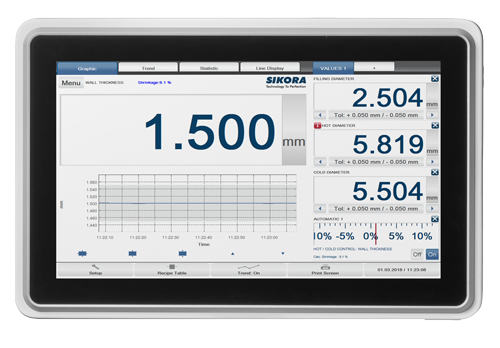 Graphic Trend Statistic Line Display VALUES 1 +
Menu WALL THICKNESS Shrinkage 9.1 % SIKORA
Technology To Perfection
1.500 mm
FILLING DIAMETER
2.504 mm
Tol: + 0.050 mm / - 0.050 mm
HOT DIAMETER
5.819 mm
Tol: + 0.050 mm / - 0.050 mm
COLD DIAMETER
5.504 mm
Tol: + 0.050 mm / - 0.050 mm
AUTOMATIC 1
10% -5% 0% 5% 10%
HOT / COLD CONTROL: WALL THICKNESS
Calc. Shrinkage 9.1 %
Off On
mm
1.560
1.540
1.520
1.500
1.480
1.460
1.440
11:22:10 11:22:20 11:22:30 11:22:40 11:22:50 11:23:00
Time
Setup Recipe Table Trend: On Print Screen 01.03.2018 / 11:23:08